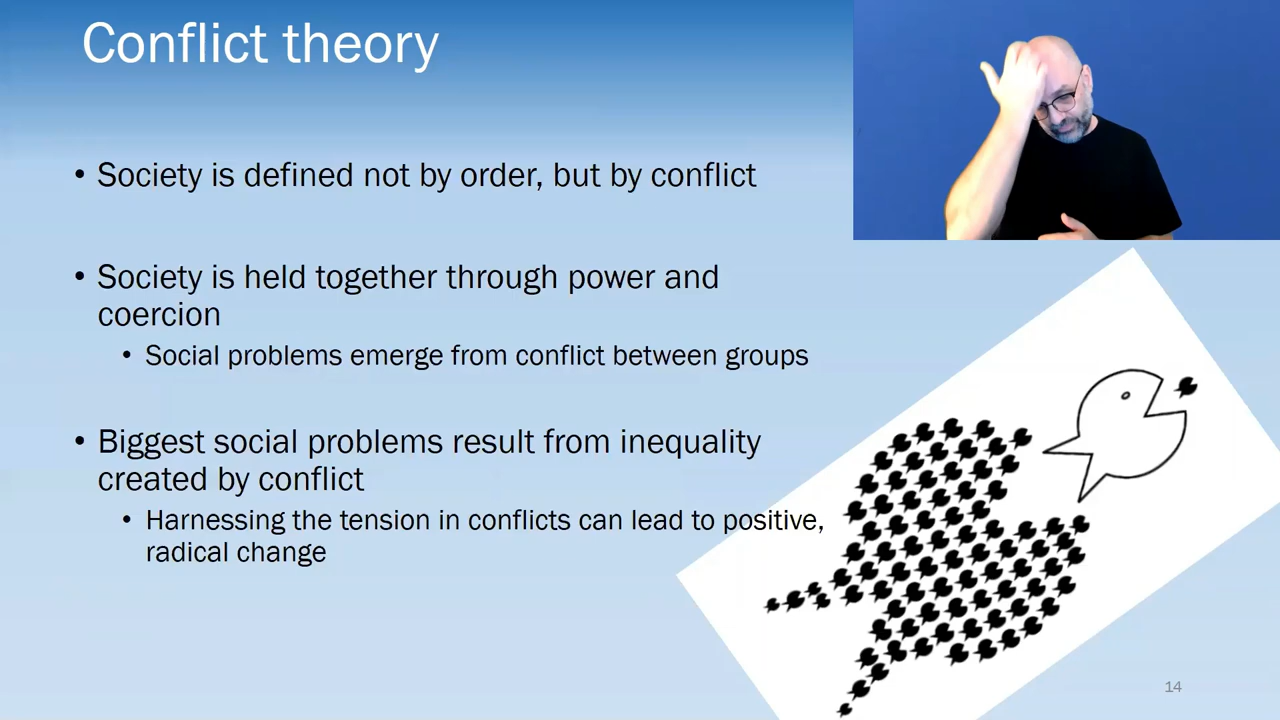 Conflict theory
• Society is defined not by order, but by conflict
• Society is held together through power and
coercion
• Social problems emerge from conflict between groups
• Biggest social problems result from inequality
created by conflict
• Harnessing the tension in conflicts can lead to positive,
radical change
14